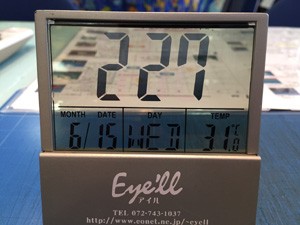 2:27
MONTH DATE DAY TEMP
6/15 WED 31.0°C
Eye'll
アイル
TEL 072-743-1037
http://www.eonet.ne.jp/~eyell